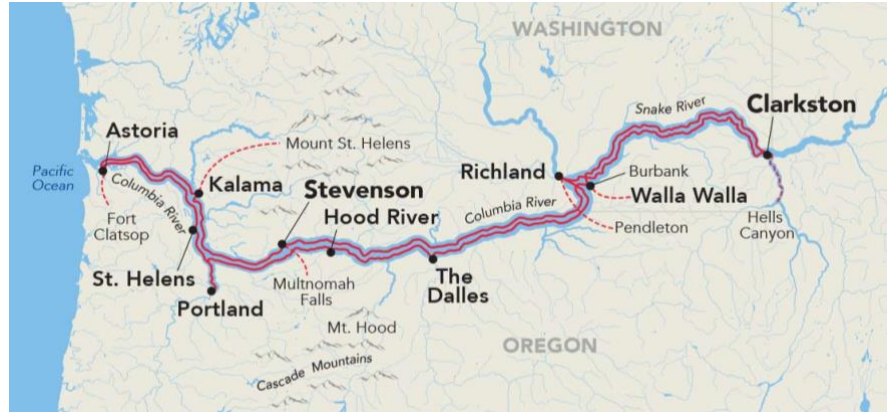 WASHINGTON
Snake River
Clarkston
Astoria
Mount St. Helens
Pacific
Ocean
Columbia River
Kalama
Stevenson
Richland
Burbank
Walla Walla
Fort
Clatsop
Hood River
Columbia River
Pendleton
Hells
Canyon
St. Helens
Multnomah
Falls
The
Dalles
Portland
Mt. Hood
OREGON
Cascade Mountains